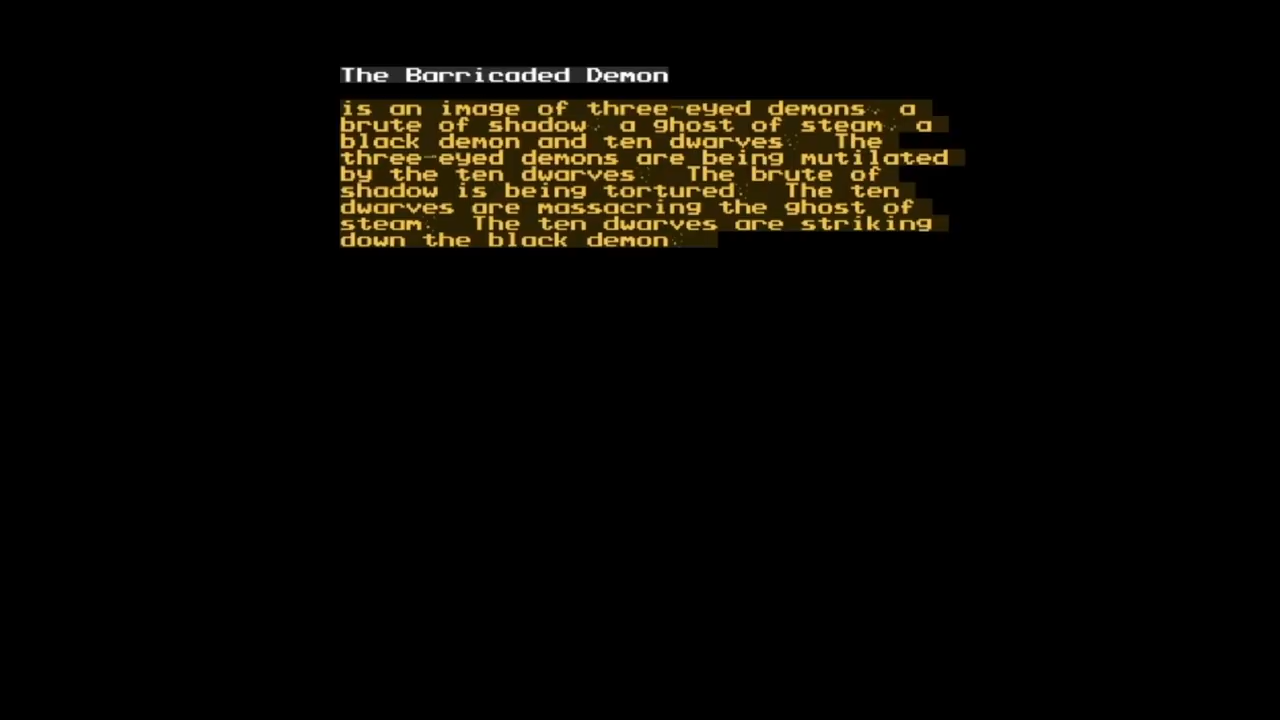 The Barricaded Demon
is an image of three-eyed demons, a
brute of shadow, a ghost of steam, a
black demon and ten dwarves.  The
three-eyed demons are being mutilated
by the ten dwarves.  The brute of
shadow is being tortured.  The ten
dwarves are massacring the ghost of
steam.  The ten dwarves are striking
down the black demon.